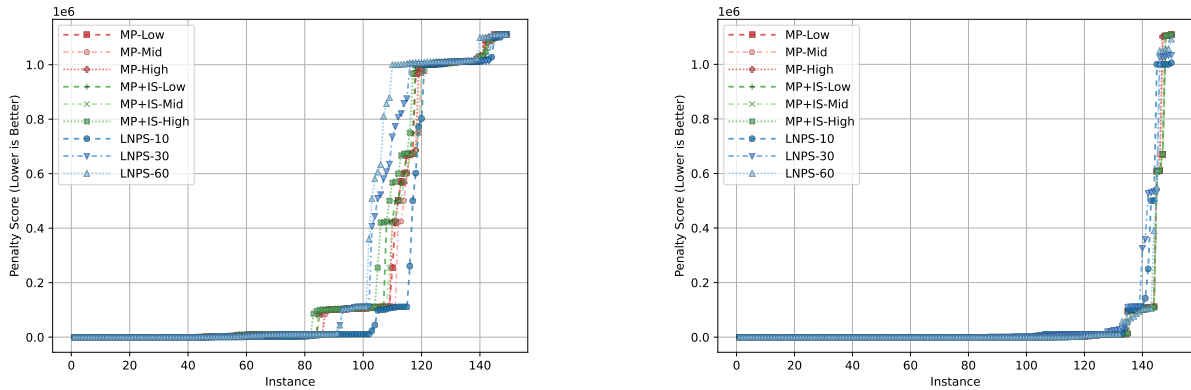 1e6
Penalty Score (Lower is Better)
1.0
0.8
0.6
0.4
0.2
0.0
MP-Low
MP-Mid
MP-High
MP+IS-Low
MP+IS-Mid
MP+IS-High
LNPS-10
LNPS-30
LNPS-60
0 20 40 60 80 100 120 140
Instance
1e6
Penalty Score (Lower is Better)
1.0
0.8
0.6
0.4
0.2
0.0
MP-Low
MP-Mid
MP-High
MP+IS-Low
MP+IS-Mid
MP+IS-High
LNPS-10
LNPS-30
LNPS-60
0 20 40 60 80 100 120 140
Instance